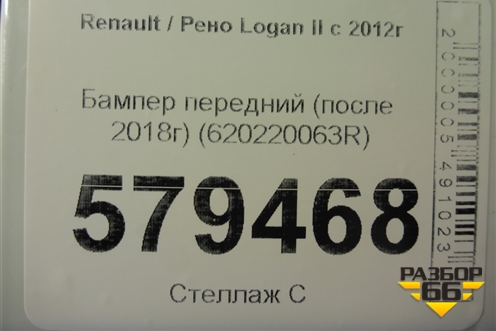 Renault / Рено Logan II с 2012г
Бампер передний (после
2018г) (620220063R)
579468
Стеллаж С
2000005491023
РАЗБОР
66